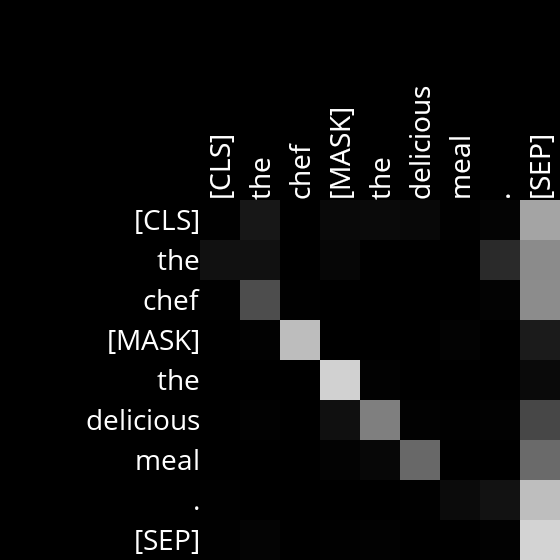 [CLS] the chef [MASK] the delicious meal . [SEP]
[CLS]
the
chef
[MASK]
the
delicious
meal
.
[SEP]